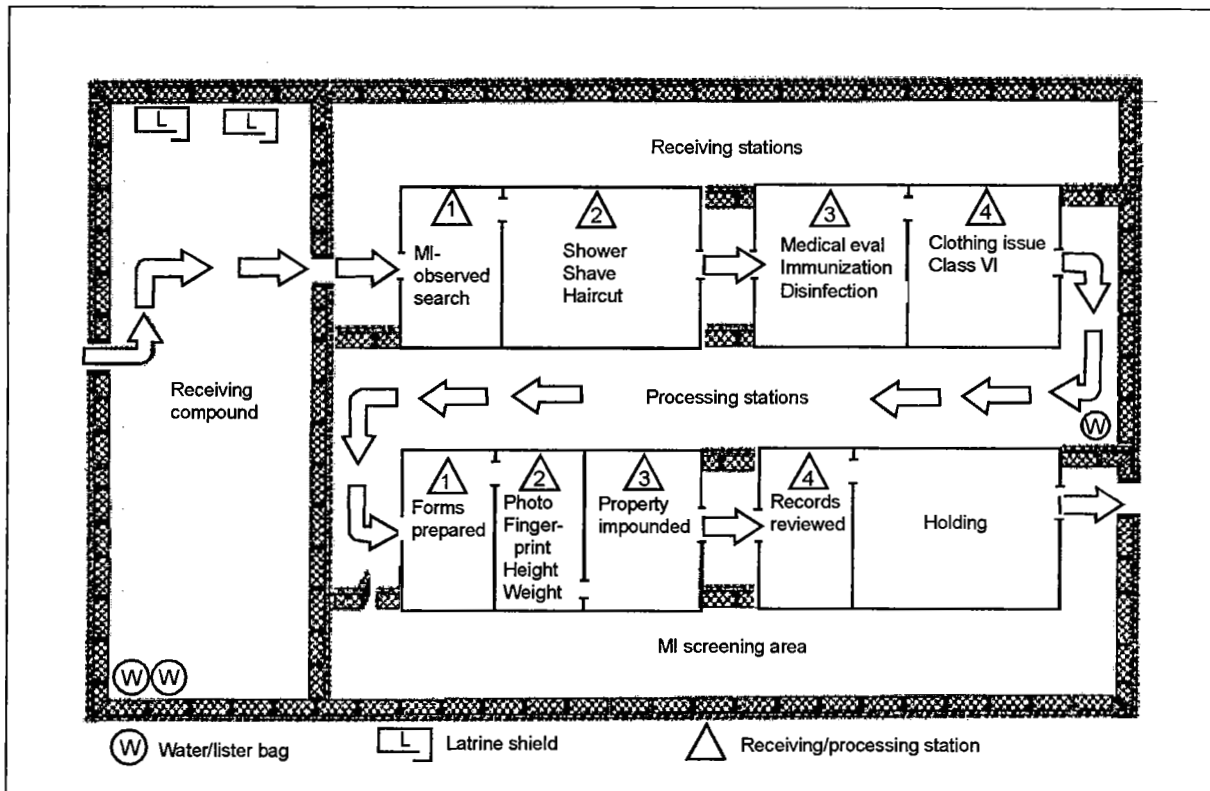 L
L
Receiving stations
1
MI-
observed
search
2
Shower
Shave
Haircut
3
Medical eval
Immunization
Disinfection
4
Clothing issue
Class VI
Receiving
compound
Processing stations
W
1
Forms
prepared
2
Photo
Finger-
print
Height
Weight
3
Property
impounded
4
Records
reviewed
Holding
MI screening area
W W
W Water/lister bag
L Latrine shield
Receiving/processing station